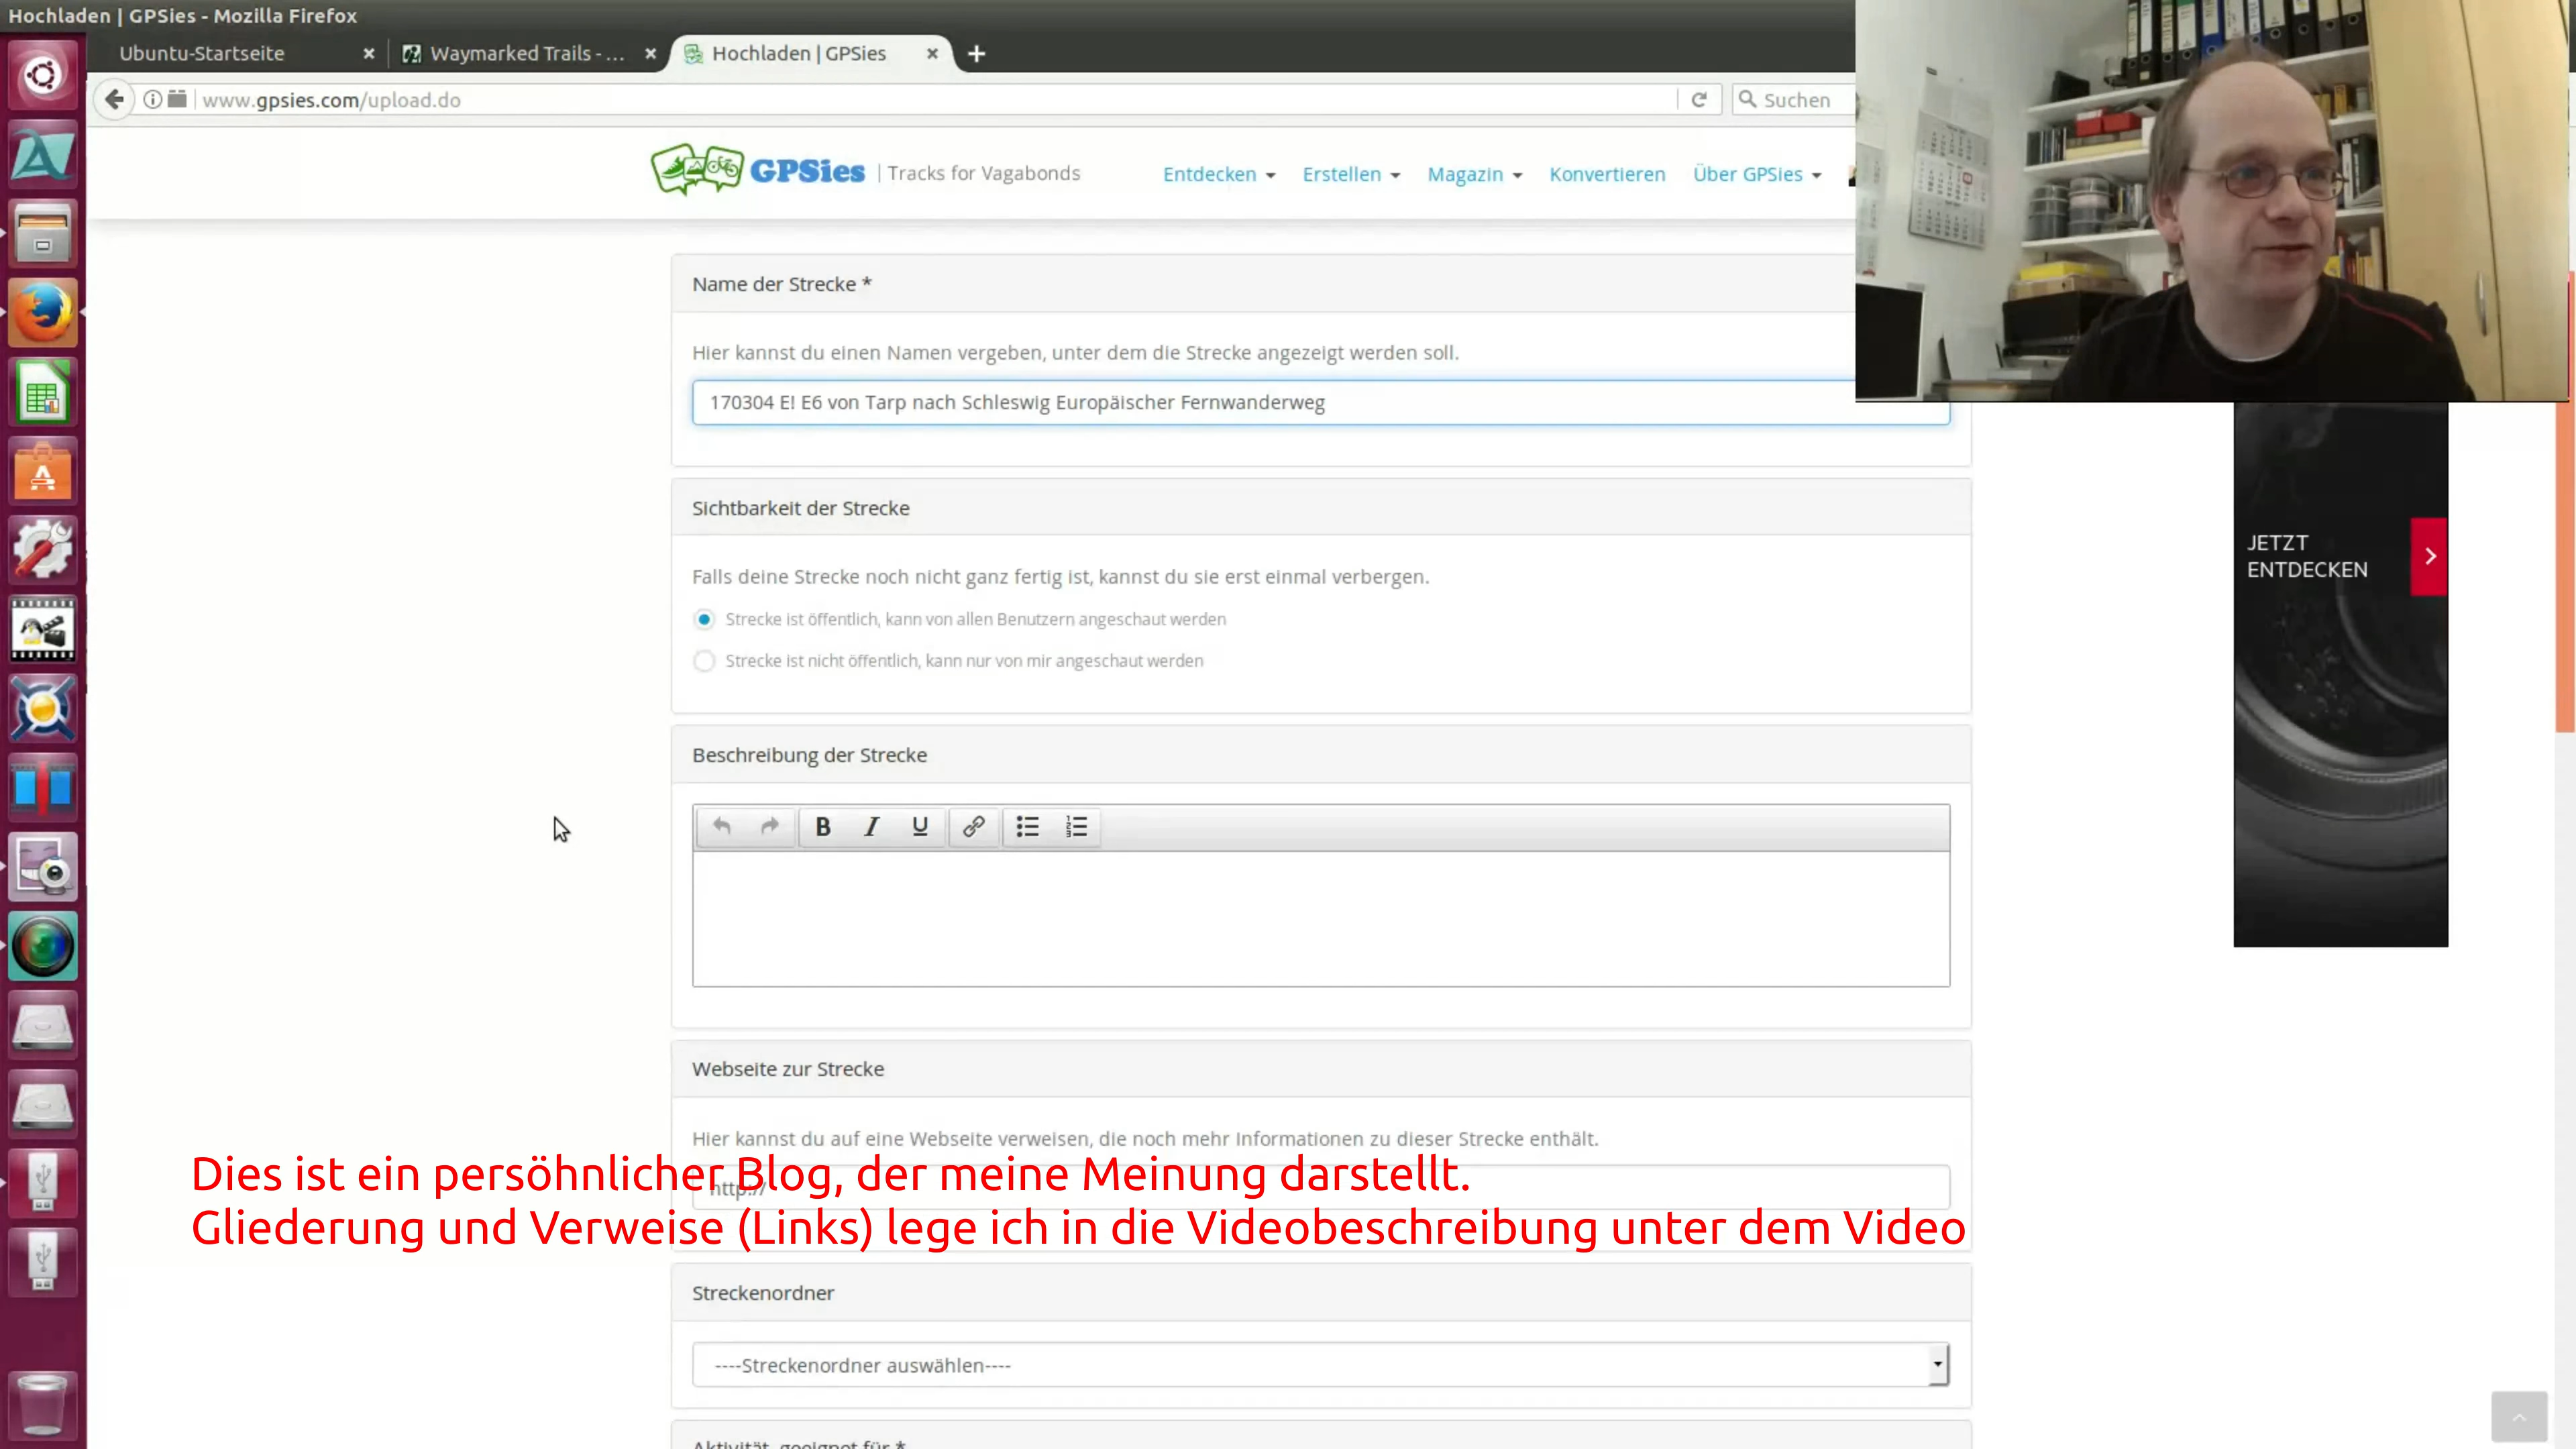 Hochladen | GPSies - Mozilla Firefox
Ubuntu-Startseite
Waymarked Trails - ...
Hochladen | GPSies
www.gpsies.com/upload.do
Suchen
GPSies | Tracks for Vagabonds
Entdecken
Erstellen
Magazin
Konvertieren
Über GPSies
Name der Strecke *
Hier kannst du einen Namen vergeben, unter dem die Strecke angezeigt werden soll.
170304 E! E6 von Tarp nach Schleswig Europäischer Fernwanderweg
Sichtbarkeit der Strecke
Falls deine Strecke noch nicht ganz fertig ist, kannst du sie erst einmal verbergen.
Strecke ist öffentlich, kann von allen Benutzern angeschaut werden
Strecke ist nicht öffentlich, kann nur von mir angeschaut werden
JETZT
ENTDECKEN
Beschreibung der Strecke
B I U
Webseite zur Strecke
Hier kannst du auf eine Webseite verweisen, die noch mehr Informationen zu dieser Strecke enthält.
http://
Dies ist ein persöhnlicher Blog, der meine Meinung darstellt.
Gliederung und Verweise (Links) lege ich in die Videobeschreibung unter dem Video
Streckenordner
----Streckenordner auswählen----
Aktivität, geeignet für *